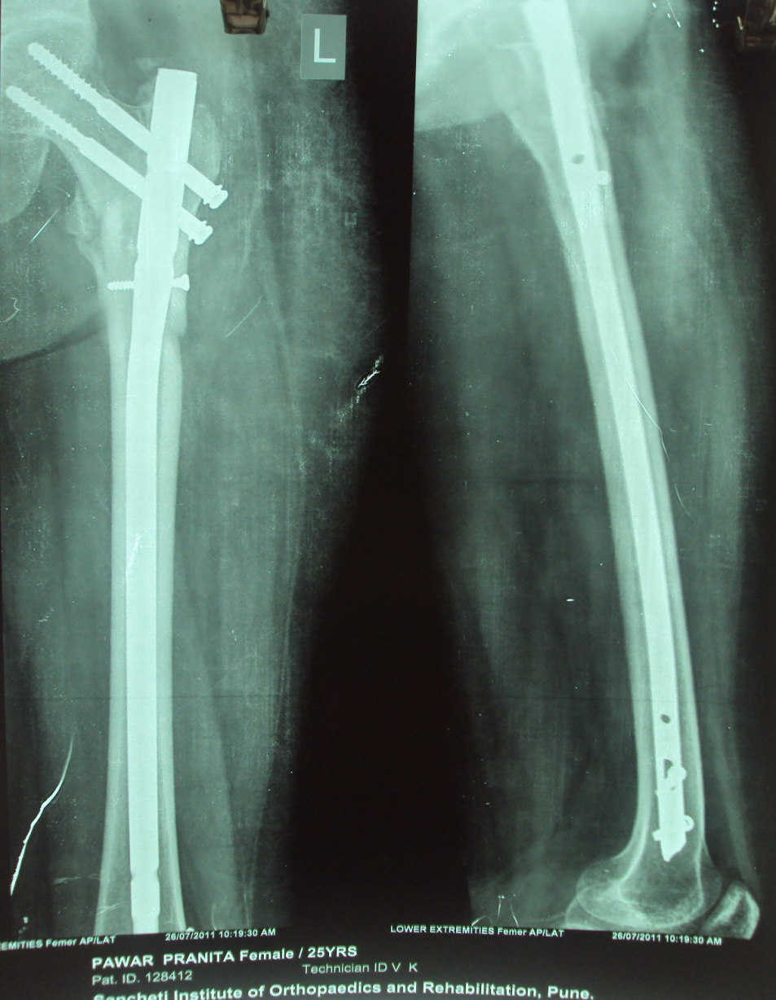 L
EMITIES Femer AP/LAT
26/07/2011 10:19:30 AM
LOWER EXTREMITIES Femer AP/LAT
26/07/2011 10:19:30 AM
PAWAR PRANITA Female / 25YRS
Pat. ID. 128412
Technician ID V K
Sancheti Institute of Orthopaedics and Rehabilitation, Pune.